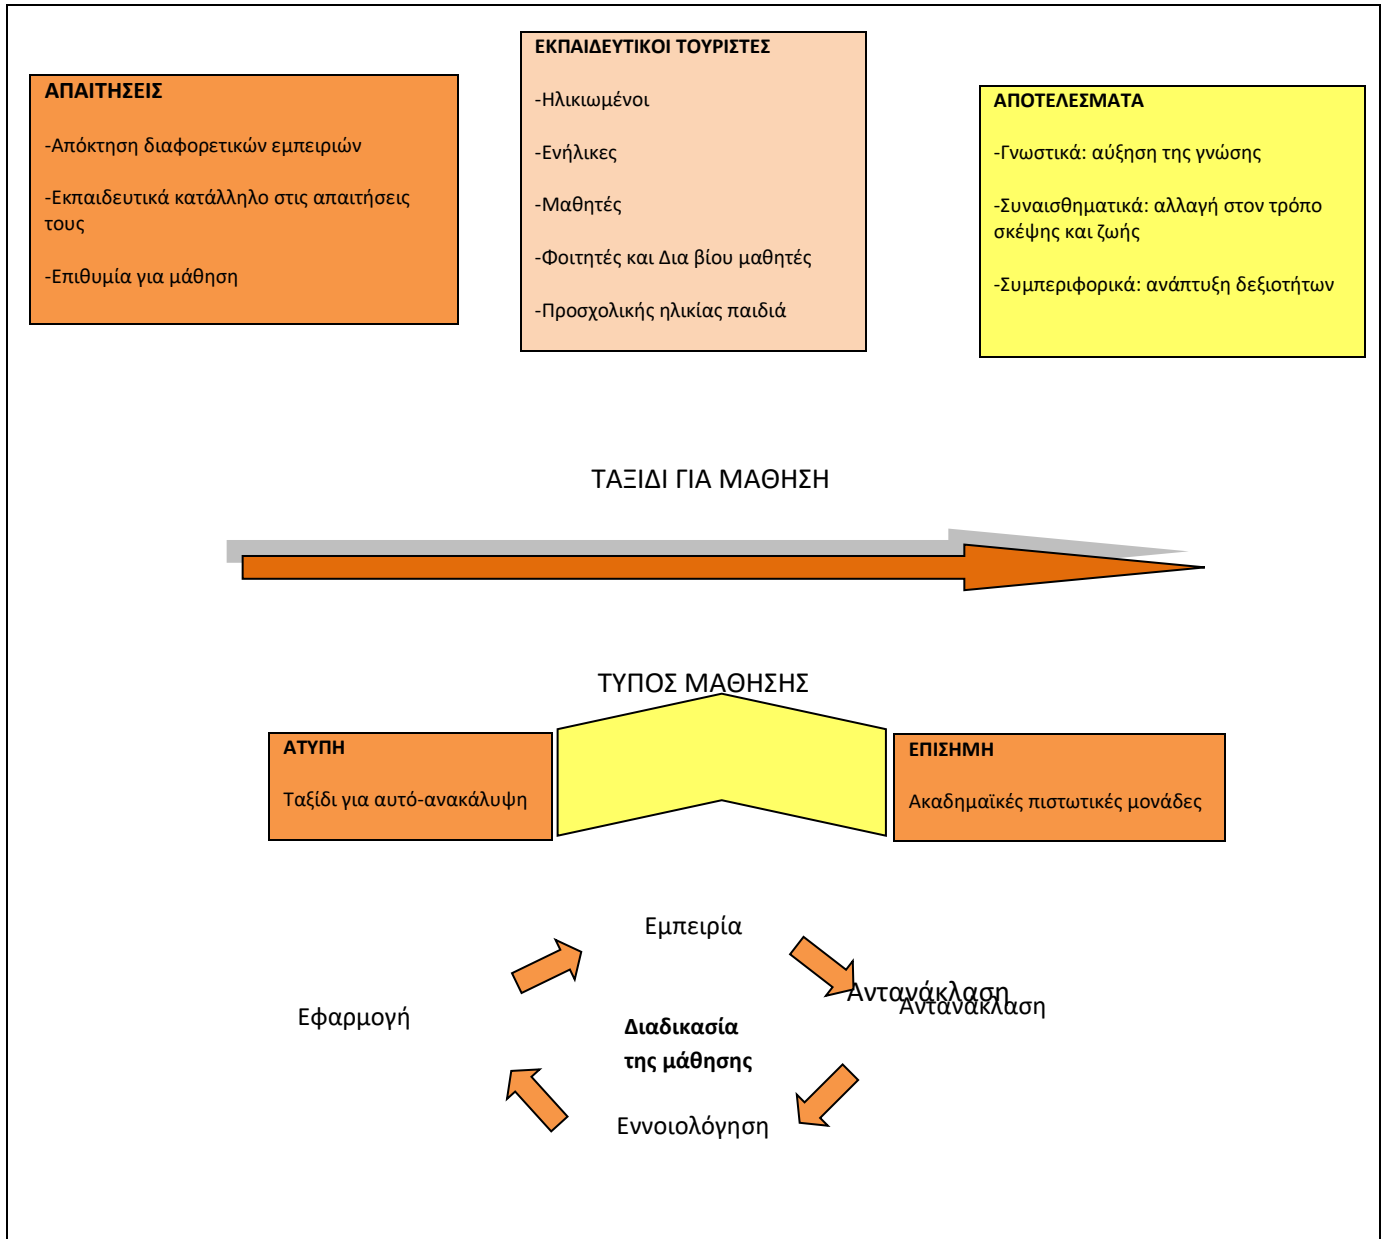 ΑΠΑΙΤΗΣΕΙΣ
-Απόκτηση διαφορετικών εμπειριών
-Εκπαιδευτικά κατάλληλο στις απαιτήσεις
τους
-Επιθυμία για μάθηση
ΕΚΠΑΙΔΕΥΤΙΚΟΙ ΤΟΥΡΙΣΤΕΣ
-Ηλικιωμένοι
-Ενήλικες
-Μαθητές
-Φοιτητές και Δια βίου μαθητές
-Προσχολικής ηλικίας παιδιά
ΑΠΟΤΕΛΕΣΜΑΤΑ
-Γνωστικά: αύξηση της γνώσης
-Συναισθηματικά: αλλαγή στον τρόπο
σκέψης και ζωής
-Συμπεριφορικά: ανάπτυξη δεξιοτήτων
ΤΑΞΙΔΙ ΓΙΑ ΜΑΘΗΣΗ
ΤΥΠΟΣ ΜΑΘΗΣΗΣ
ΑΤΥΠΗ
Ταξίδι για αυτό-ανακάλυψη
ΕΠΙΣΗΜΗ
Ακαδημαϊκές πιστωτικές μονάδες
Εμπειρία
Αντανάκλαση
Αντανάκλαση
Εφαρμογή
Διαδικασία
της μάθησης
Εννοιολόγηση